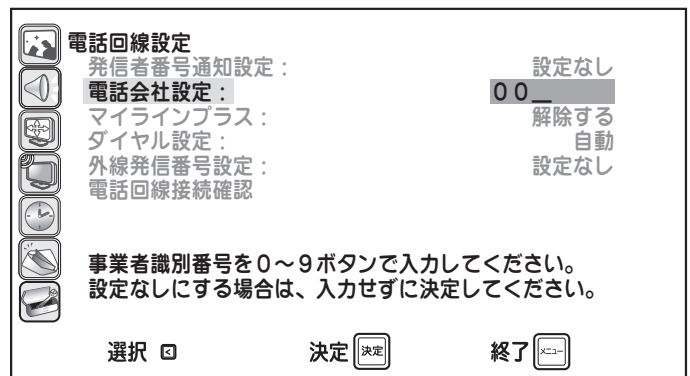 電話回線設定
発信者番号通知設定： 設定なし
電話会社設定： 00_
マイラインプラス： 解除する
ダイヤル設定： 自動
外線発信番号設定： 設定なし
電話回線接続確認
事業者識別番号を0～9ボタンで入力してください。
設定なしにする場合は、入力せずに決定してください。
選択 決定 決定 終了 メニュー